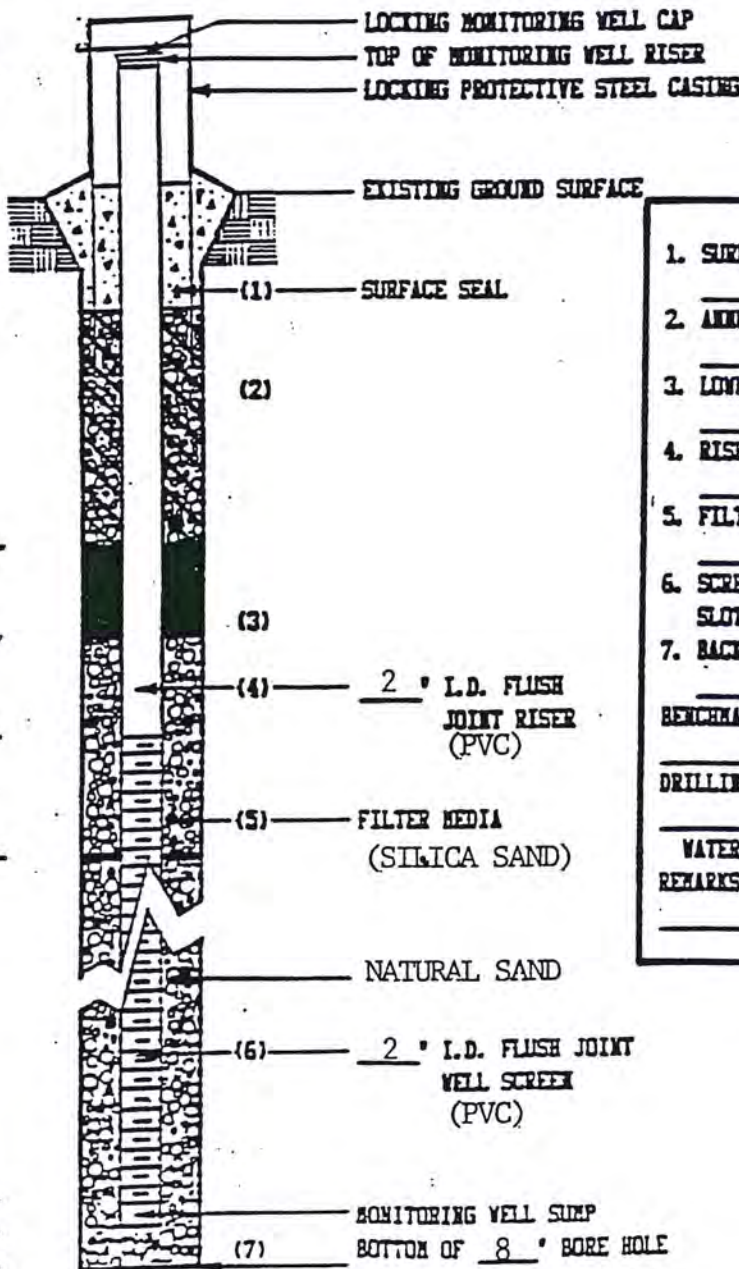 LOCKING MONITORING WELL CAP
TOP OF MONITORING WELL RISER
LOCKING PROTECTIVE STEEL CASING
EXISTING GROUND SURFACE
(1) SURFACE SEAL
(2)
(3)
(4) 2 " I.D. FLUSH
JOINT RISER
(PVC)
(5) FILTER MEDIA
(SILICA SAND)
NATURAL SAND
(6) 2 " I.D. FLUSH JOINT
WELL SCREEN
(PVC)
MONITORING WELL SUMP
(7) BOTTOM OF 8 " BORE HOLE
1.
2.
3.
4.
5.
6.
7.
DRILLIN
WATER
REMARKS